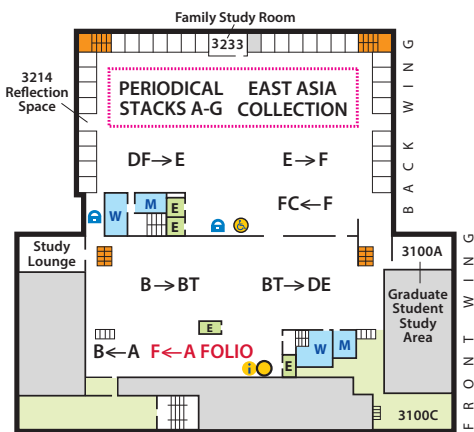 Family Study Room
3233
3214
Reflection
Space
PERIODICAL
STACKS A-G
EAST ASIA
COLLECTION
BACK WING
DF→E
E→F
FC←F
W
M
E
E
Study
Lounge
3100A
B→BT
BT→DE
Graduate
Student
Study
Area
FRONT WING
E
B←A
F←A FOLIO
i
E
W
M
3100C